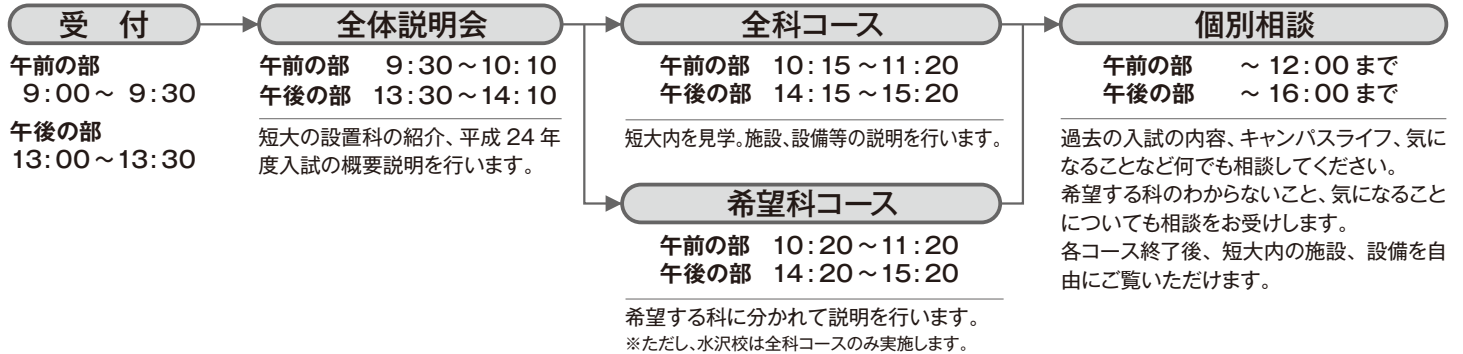 受 付
午前の部
9:00~ 9:30
午後の部
13:00~13:30
全体説明会
午前の部 9:30~10:10
午後の部 13:30~14:10
短大の設置科の紹介、平成 24 年
度入試の概要説明を行います。
全科コース
午前の部 10:15~11:20
午後の部 14:15~15:20
短大内を見学。施設、設備等の説明を行います。
希望科コース
午前の部 10:20~11:20
午後の部 14:20~15:20
希望する科に分かれて説明を行います。
※ただし、水沢校は全科コースのみ実施します。
個別相談
午前の部 ~ 12:00 まで
午後の部 ~ 16:00 まで
過去の入試の内容、キャンパスライフ、気に
なることなど何でも相談してください。
希望する科のわからないこと、気になること
についても相談をお受けします。
各コース終了後、短大内の施設、設備を自
由にご覧いただけます。